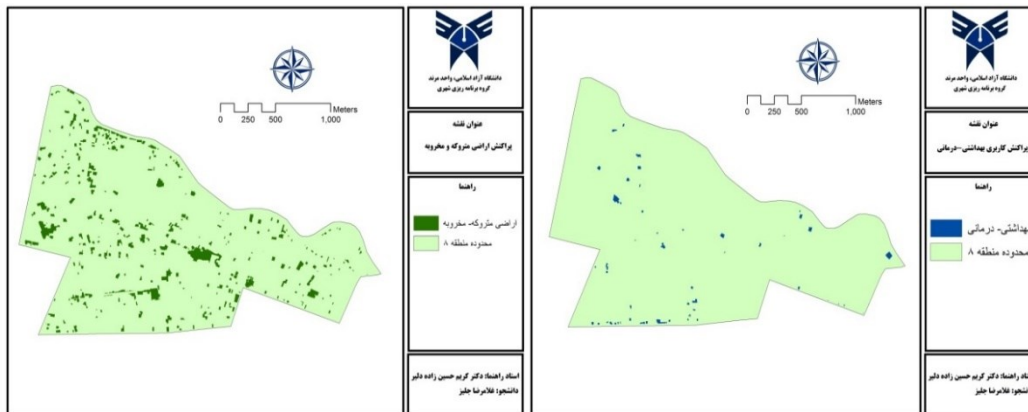 دانشگاه آزاد اسلامی، واحد مرند
گروه برنامه ریزی شهری
عنوان نقشه
پراکنش اراضی متروکه و مخروبه
راهنما
اراضی متروکه- مخروبه
محدوده منطقه ۸
Meters
0 250 500 1,000
استاد راهنما: دکتر کریم حسین زاده دلیر
دانشجو: غلامرضا جلیز
دانشگاه آزاد اسلامی، واحد مرند
گروه برنامه ریزی شهری
عنوان نقشه
پراکنش کاربری بهداشتی-درمانی
راهنما
بهداشتی- درمانی
محدوده منطقه ۸
Meters
0 250 500 1,000
استاد راهنما: دکتر کریم حسین زاده دلیر
دانشجو: غلامرضا جلیز